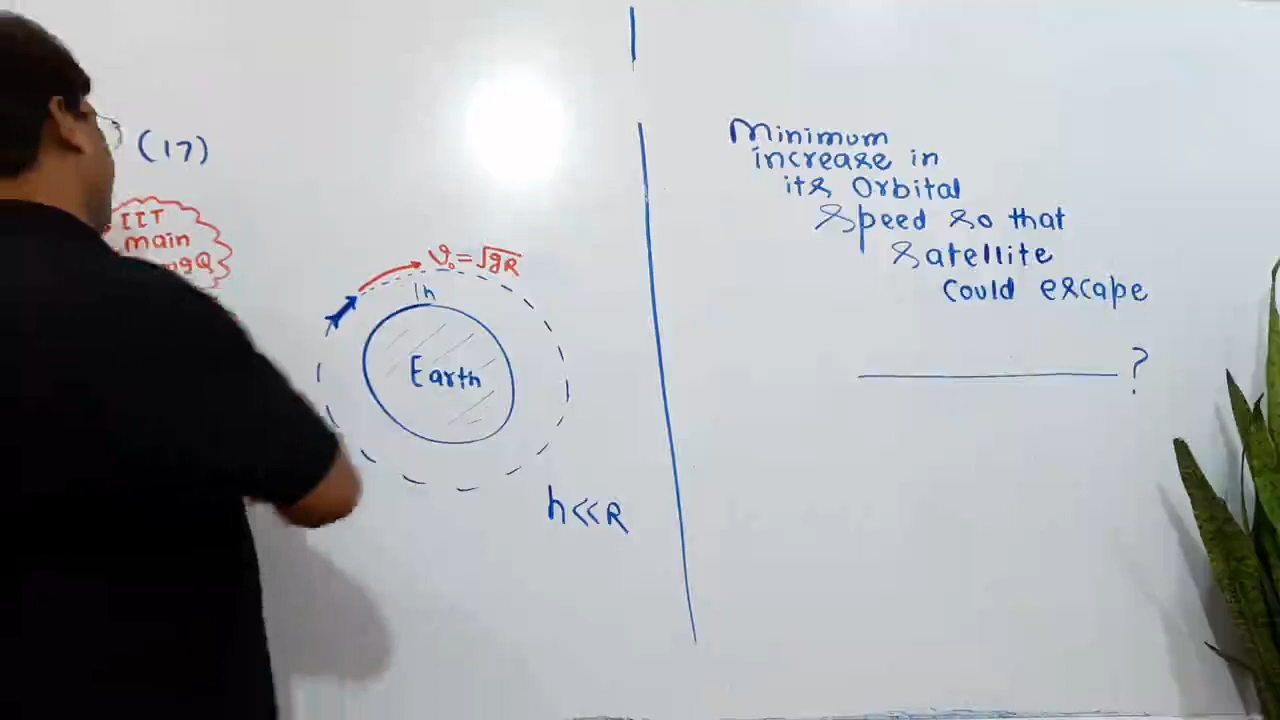 (17)
IIT
main
v₀ = √gR
h
Earth
h<<R
Minimum
increase in
its Orbital
speed so that
satellite
could escape
?